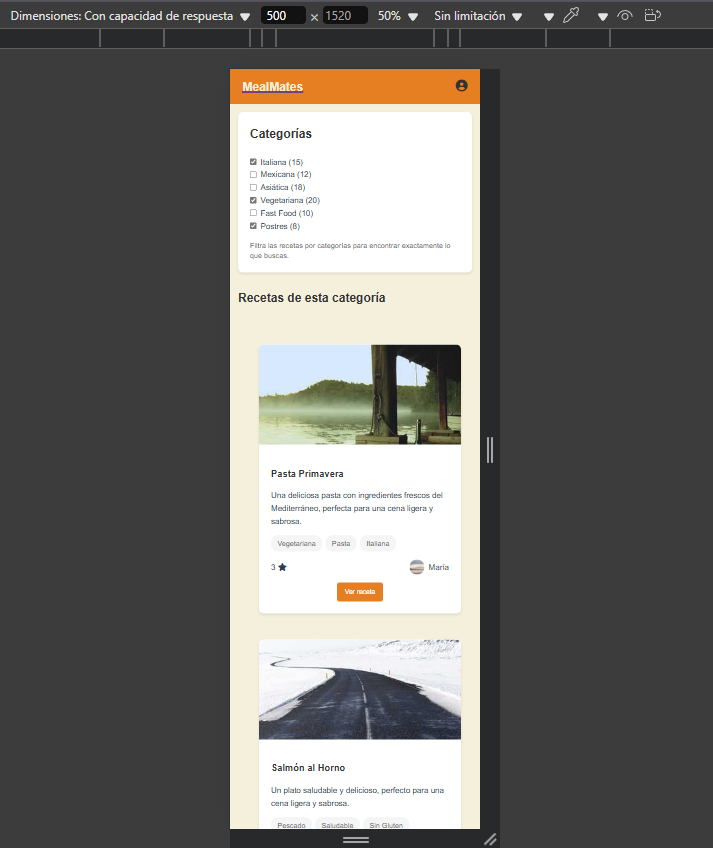 Dimensiones: Con capacidad de respuesta 500 × 1520 50% Sin limitación
MealMates
Categorías
Italiana (15)
Mexicana (12)
Asiática (18)
Vegetariana (20)
Fast Food (10)
Postres (8)
Filtra las recetas por categorías para encontrar exactamente lo
que buscas.
Recetas de esta categoría
Pasta Primavera
Una deliciosa pasta con ingredientes frescos del
Mediterráneo, perfecta para una cena ligera y
sabrosa.
Vegetariana Pasta Italiana
3 María
Ver receta
Salmón al Horno
Un plato saludable y delicioso, perfecto para una
cena ligera y sabrosa.
Pescado Saludable Sin Gluten